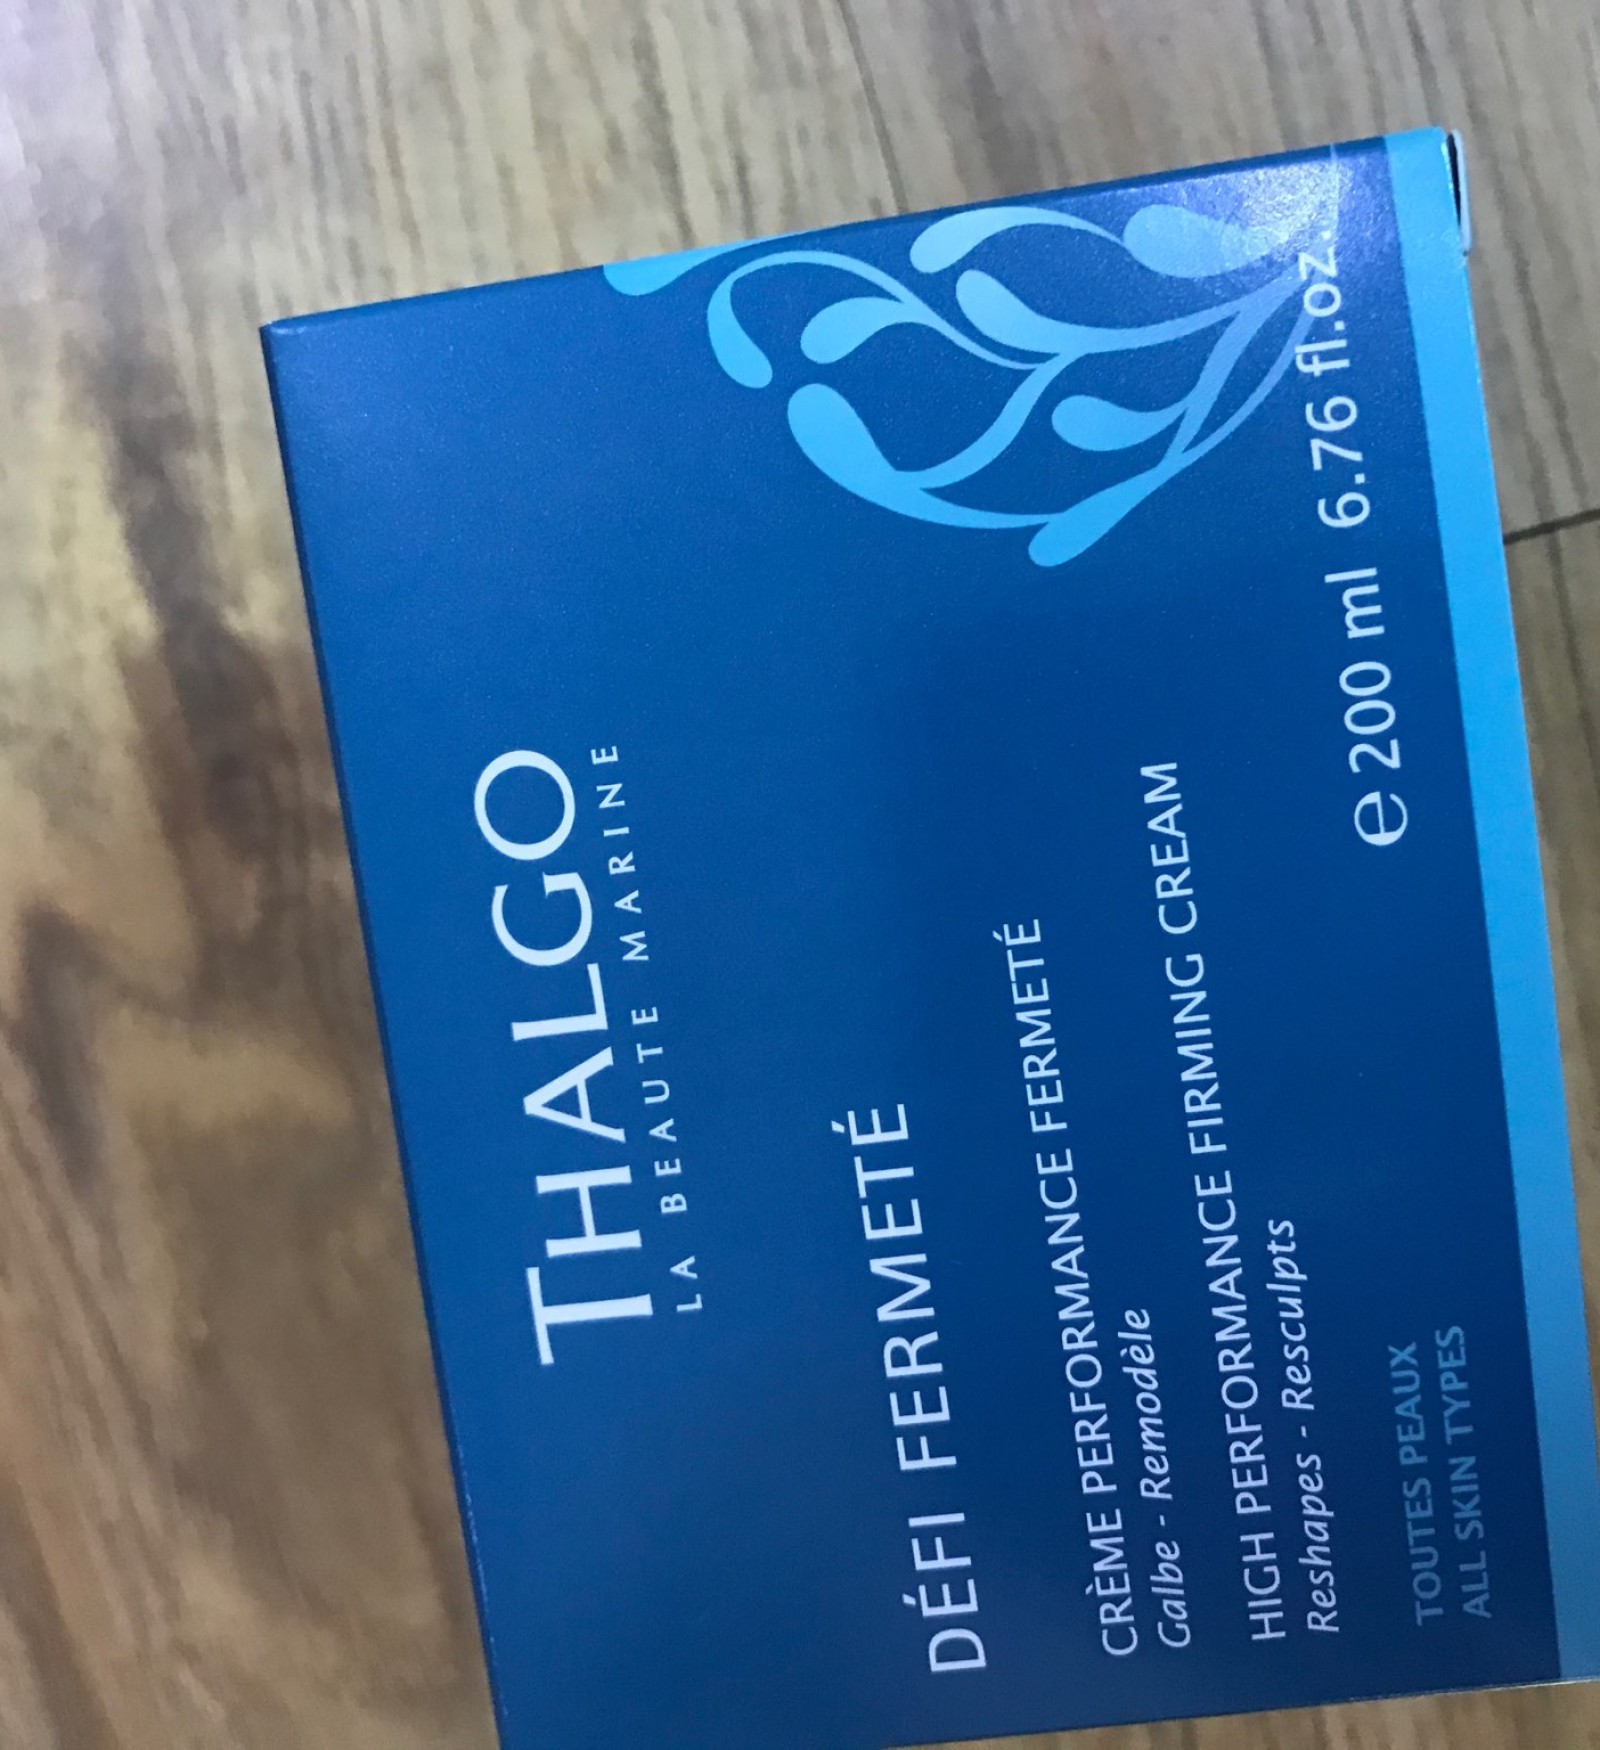 THALGO
LA BEAUTE MARINE
DÉFI FERMETÉ
CRÈME PERFORMANCE FERMETÉ
Galbe - Remodèle
HIGH PERFORMANCE FIRMING CREAM
Reshapes - Resculpts
TOUTES PEAUX
ALL SKIN TYPES
℮ 200 ml 6.76 fl.oz.